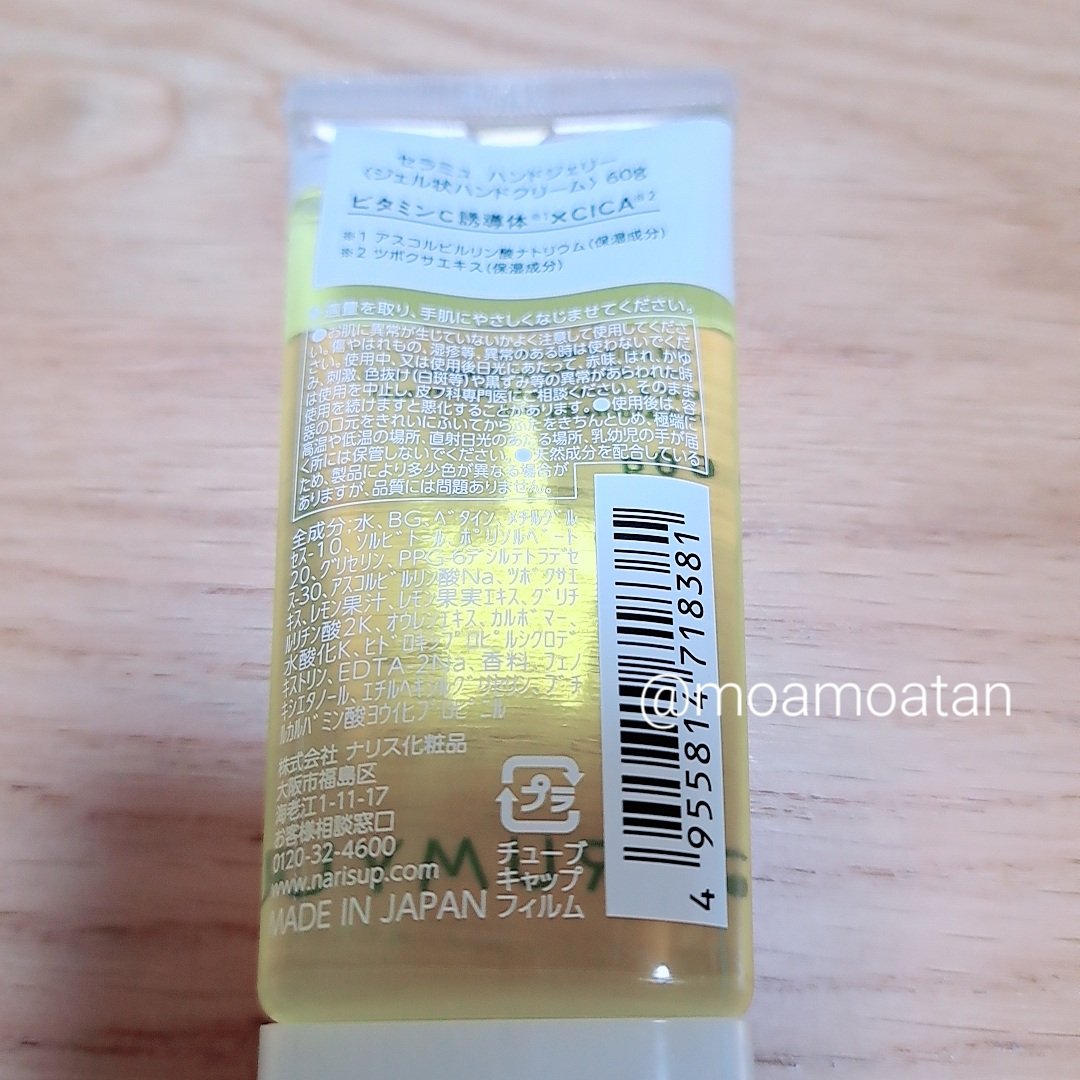 セラミュ ハンドジェリー
〈ジェル状ハンドクリーム〉 60g
ビタミンC誘導体※1×CICA※2
※1 アスコルビルリン酸ナトリウム(保湿成分)
※2 ツボクサエキス(保湿成分)
●適量を取り、手肌にやさしくなじませてください。
●お肌に異常が生じていないかよく注意して使用してくださ
い。傷やはれもの、湿疹等、異常のある時は使わないでくだ
さい。使用中、又は使用後日光にあたって、赤味、はれ、かゆ
み、刺激、色抜け(白斑等)や黒ずみ等の異常があらわれた時
は使用を中止し、皮フ科専門医にご相談ください。そのまま
使用を続けますと悪化することがあります。●使用後は、容
器の口元をきれいにふいてからふたをきちんとしめ、極端に
高温や低温の場所、直射日光のあたる場所、乳幼児の手が届
く所には保管しないでください。●天然成分を配合している
ため、製品により多少色が異なる場合が
ありますが、品質には問題ありません。
全成分:水、BG、ベタイン、メチルグル
セス-10、ソルビトール、ポリソルベート
20、グリセリン、PPG-6デシルテトラデセ
ス-30、アスコルビルリン酸Na、ツボクサエ
キス、レモン果汁、レモン果実エキス、グリチ
ルリチン酸2K、オウレンエキス、カルボマー、
水酸化K、ヒドロキシプロピルシクロデ
キストリン、EDTA-2Na、香料、フェノ
キシエタノール、エチルヘキシルグリセリン、ブチ
ルカルバミン酸ヨウ化プロピニル
株式会社 ナリス化粧品
大阪市福島区
海老江1-11-17
お客様相談窓口
0120-32-4600
www.narisup.com
MADE IN JAPAN
プラ
チューブ
キャップ
フィルム
4 955814 718381
@moamoatan